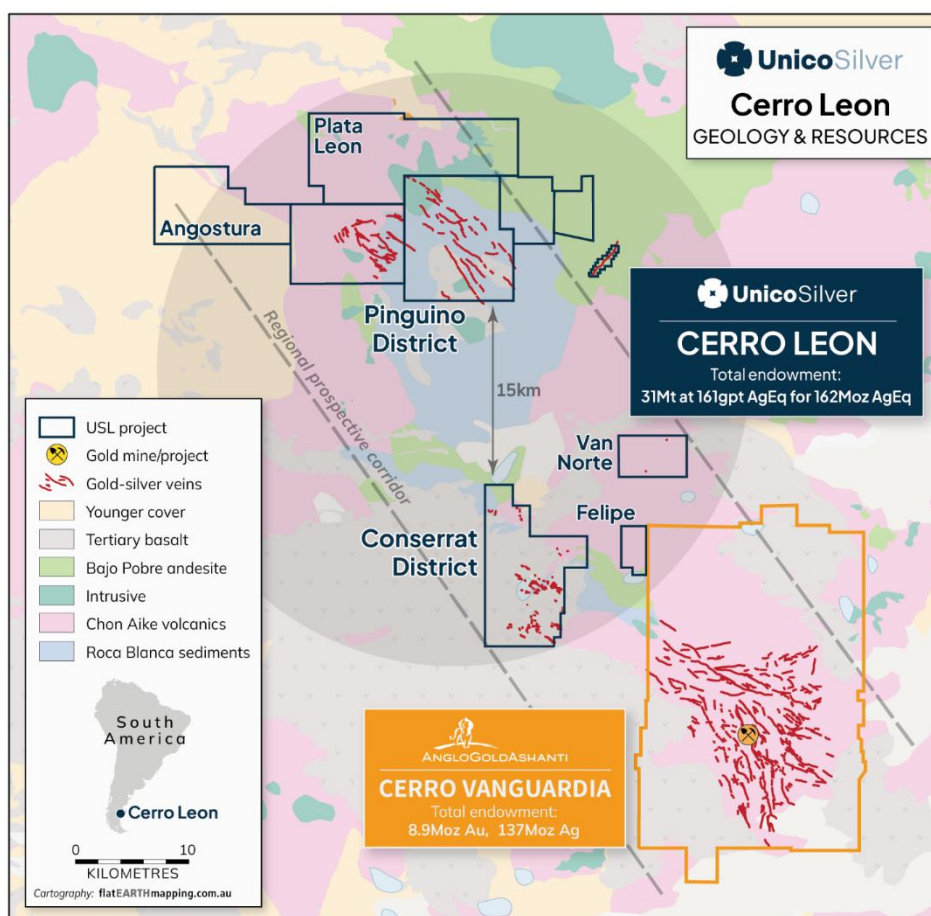 UnicoSilver
Cerro Leon
GEOLOGY & RESOURCES
Plata
Leon
Angostura
Pinguino
District
Regional prospective corridor
15km
UnicoSilver
CERRO LEON
Total endowment:
31Mt at 161gpt AgEq for 162Moz AgEq
Van
Norte
Felipe
Conserrat
District
USL project
Gold mine/project
Gold-silver veins
Younger cover
Tertiary basalt
Bajo Pobre andesite
Intrusive
Chon Aike volcanics
Roca Blanca sediments
South
America
Cerro Leon
0 10
KILOMETRES
Cartography: flatEARTHmapping.com.au
ANGLOGOLDASHANTI
CERRO VANGUARDIA
Total endowment:
8.9Moz Au, 137Moz Ag